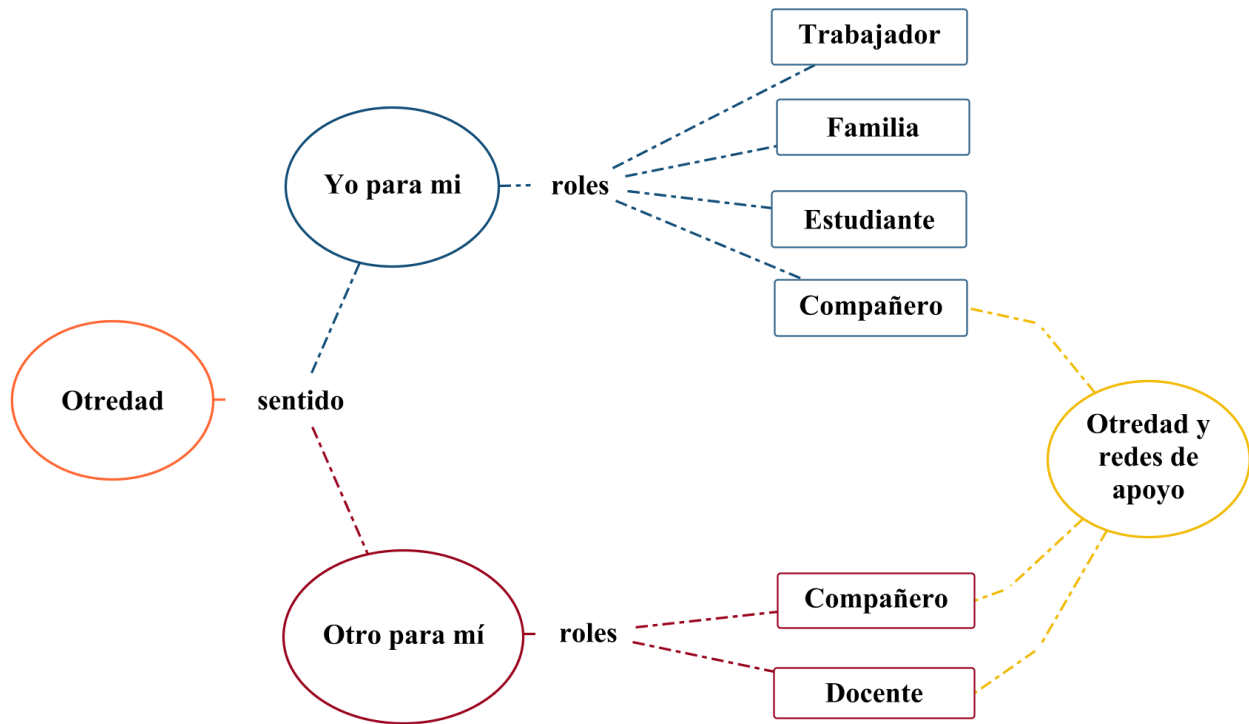 Trabajador
Familia
Yo para mi
roles
Estudiante
Compañero
Otredad
sentido
Otredad y
redes de
apoyo
Compañero
Otro para mí
roles
Docente